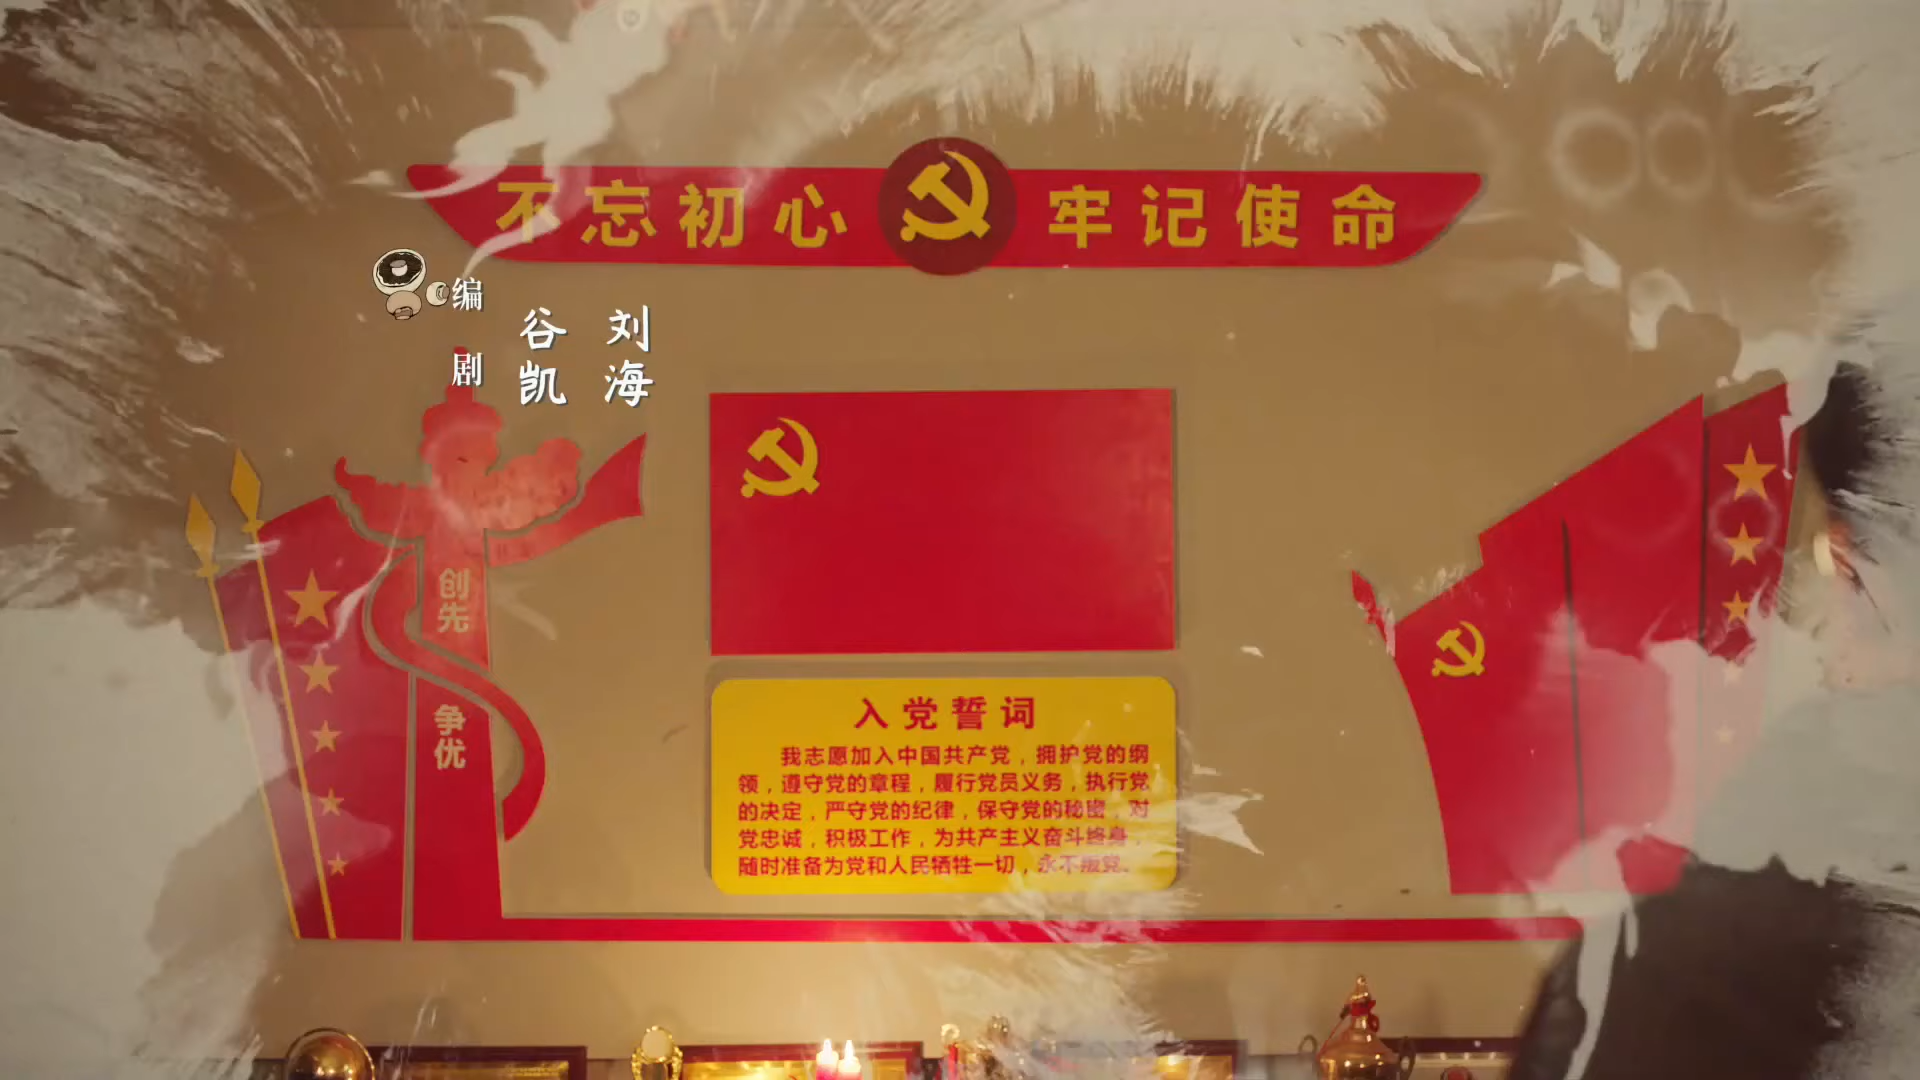 不忘初心 牢记使命
编剧
谷凯 刘海
创先
争优
入党誓词
我志愿加入中国共产党，拥护党的纲
领，遵守党的章程，履行党员义务，执行党
的决定，严守党的纪律，保守党的秘密，对
党忠诚，积极工作，为共产主义奋斗终身，
随时准备为党和人民牺牲一切，永不叛党。